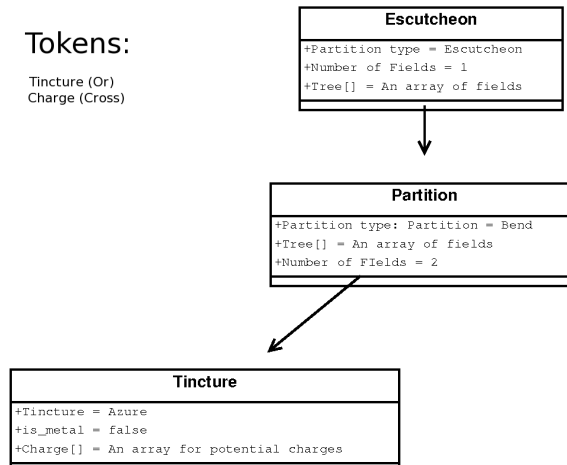 Tokens:
Tincture (Or)
Charge (Cross)
Escutcheon
+Partition type = Escutcheon
+Number of Fields = 1
+Tree[] = An array of fields
Partition
+Partition type: Partition = Bend
+Tree[] = An array of fields
+Number of FIelds = 2
Tincture
+Tincture = Azure
+is_metal = false
+Charge[] = An array for potential charges